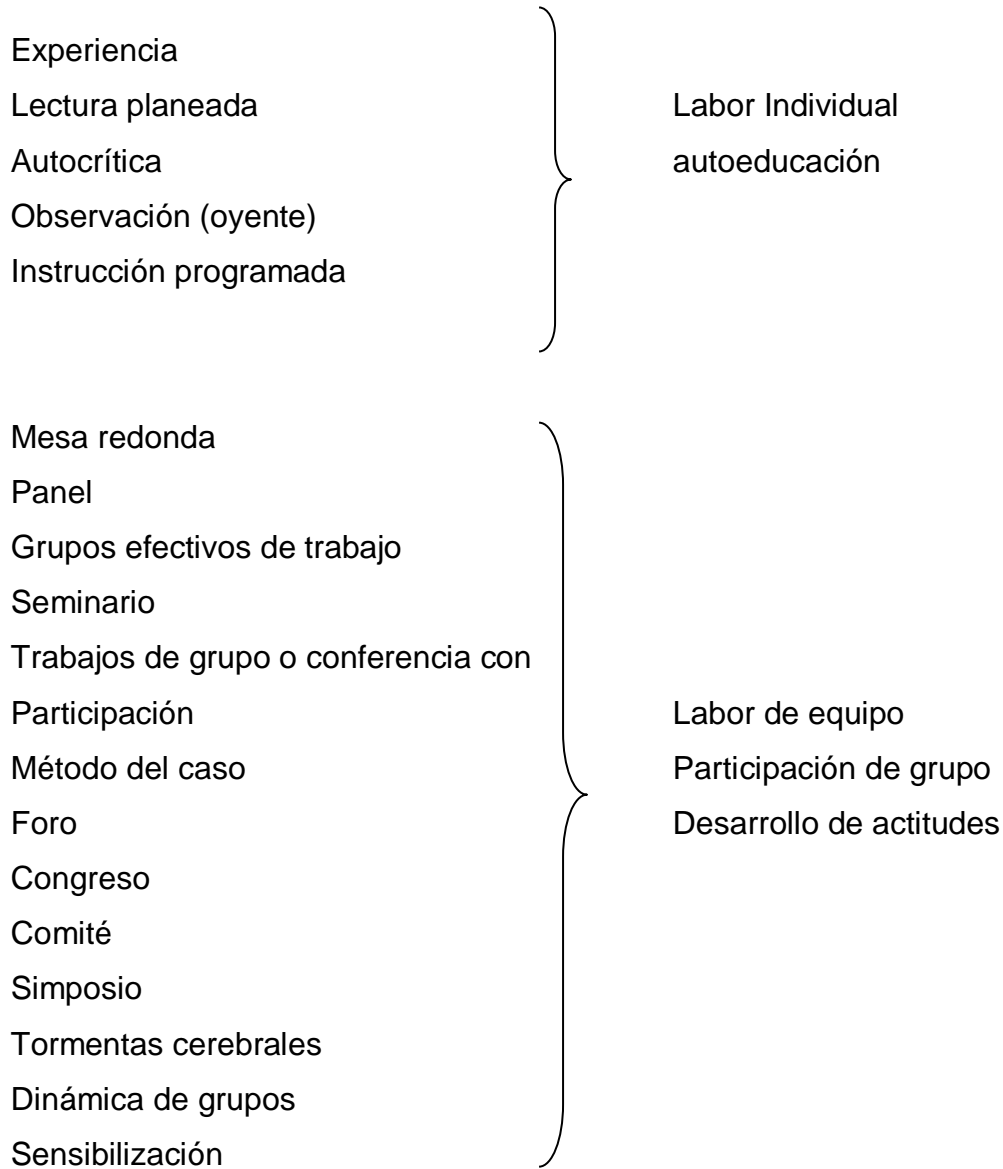 Experiencia
Lectura planeada
Labor Individual
Autocrítica
autoeducación
Observación (oyente)
Instrucción programada
Mesa redonda
Panel
Grupos efectivos de trabajo
Seminario
Trabajos de grupo o conferencia con
Participación
Labor de equipo
Método del caso
Participación de grupo
Foro
Desarrollo de actitudes
Congreso
Comité
Simposio
Tormentas cerebrales
Dinámica de grupos
Sensibilización